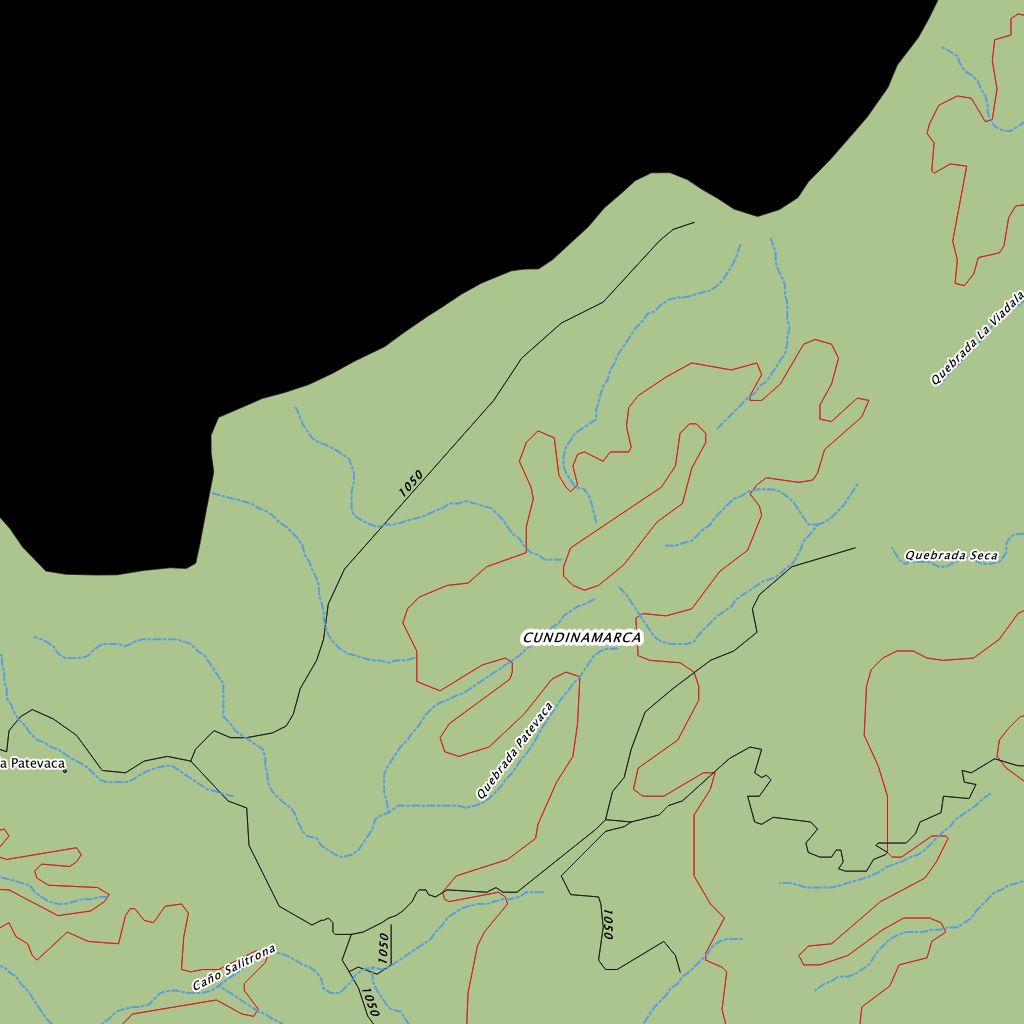 Quebrada La Viadala
1050
Quebrada Seca
CUNDINAMARCA
Quebrada Patevaca
a Patevaca
1050
1050
Caño Salitrona
1050